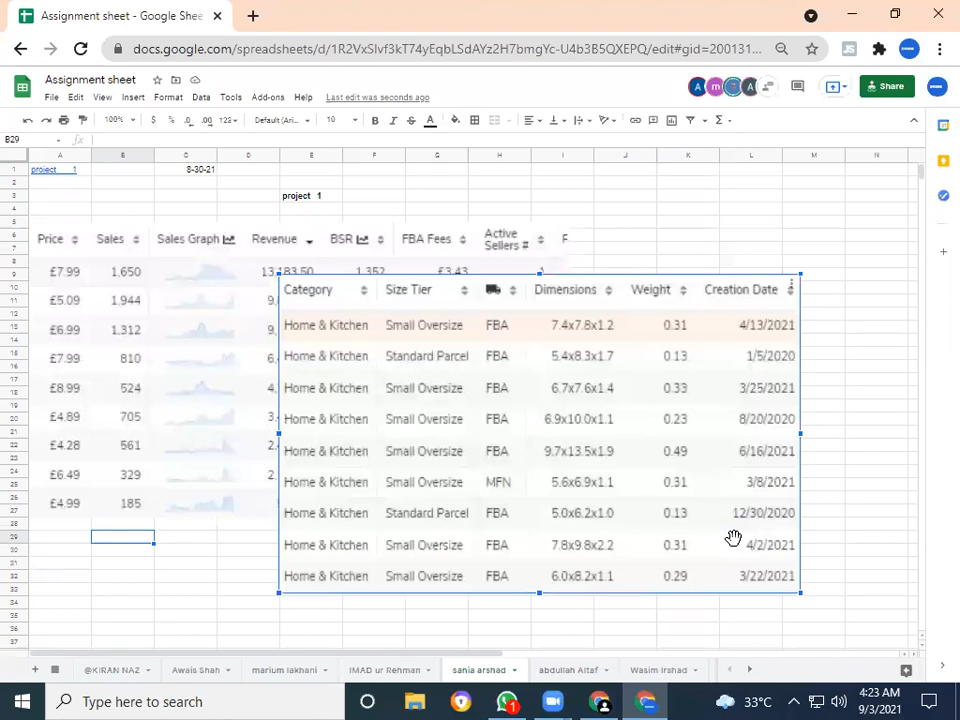 Assignment sheet - Google Shee
docs.google.com/spreadsheets/d/1R2VxSIvf3kT74yEqbLSdAYz2H7bmgYc-U4b3B5QXEPQ/edit#gid=200131...
JS
Assignment sheet
File Edit View Insert Format Data Tools Add-ons Help Last edit was seconds ago
A m A
Share
100% $ % .0 .00 123 Default (Ari... 10 B I S A
B29 fx
A B C D E F G H I J K L M N
1 project 1 8-30-21
2
3 project 1
4
5
Price Sales Sales Graph Revenue BSR FBA Fees Active Sellers # F
£7.99 1,650 13,183.50 1,352 £3.43 1
Category Size Tier Dimensions Weight Creation Date
£5.09 1,944 9,
£6.99 1,312 9,
Home & Kitchen Small Oversize FBA 7.4x7.8x1.2 0.31 4/13/2021
£7.99 810 6,
Home & Kitchen Standard Parcel FBA 5.4x8.3x1.7 0.13 1/5/2020
£8.99 524 4,
Home & Kitchen Small Oversize FBA 6.7x7.6x1.4 0.33 3/25/2021
£4.89 705 3,
Home & Kitchen Small Oversize FBA 6.9x10.0x1.1 0.23 8/20/2020
£4.28 561 2,
Home & Kitchen Small Oversize FBA 9.7x13.5x1.9 0.49 6/16/2021
£6.49 329 2,
Home & Kitchen Small Oversize MFN 5.6x6.9x1.1 0.31 3/8/2021
£4.99 185
Home & Kitchen Standard Parcel FBA 5.0x6.2x1.0 0.13 12/30/2020
Home & Kitchen Small Oversize FBA 7.8x9.8x2.2 0.31 4/2/2021
Home & Kitchen Small Oversize FBA 6.0x8.2x1.1 0.29 3/22/2021
@KIRAN NAZ Awais Shah marium lakhani IMAD ur Rehman sania arshad abdullah Altaf Wasim Irshad
Type here to search
1
33°C
4:23 AM
9/3/2021